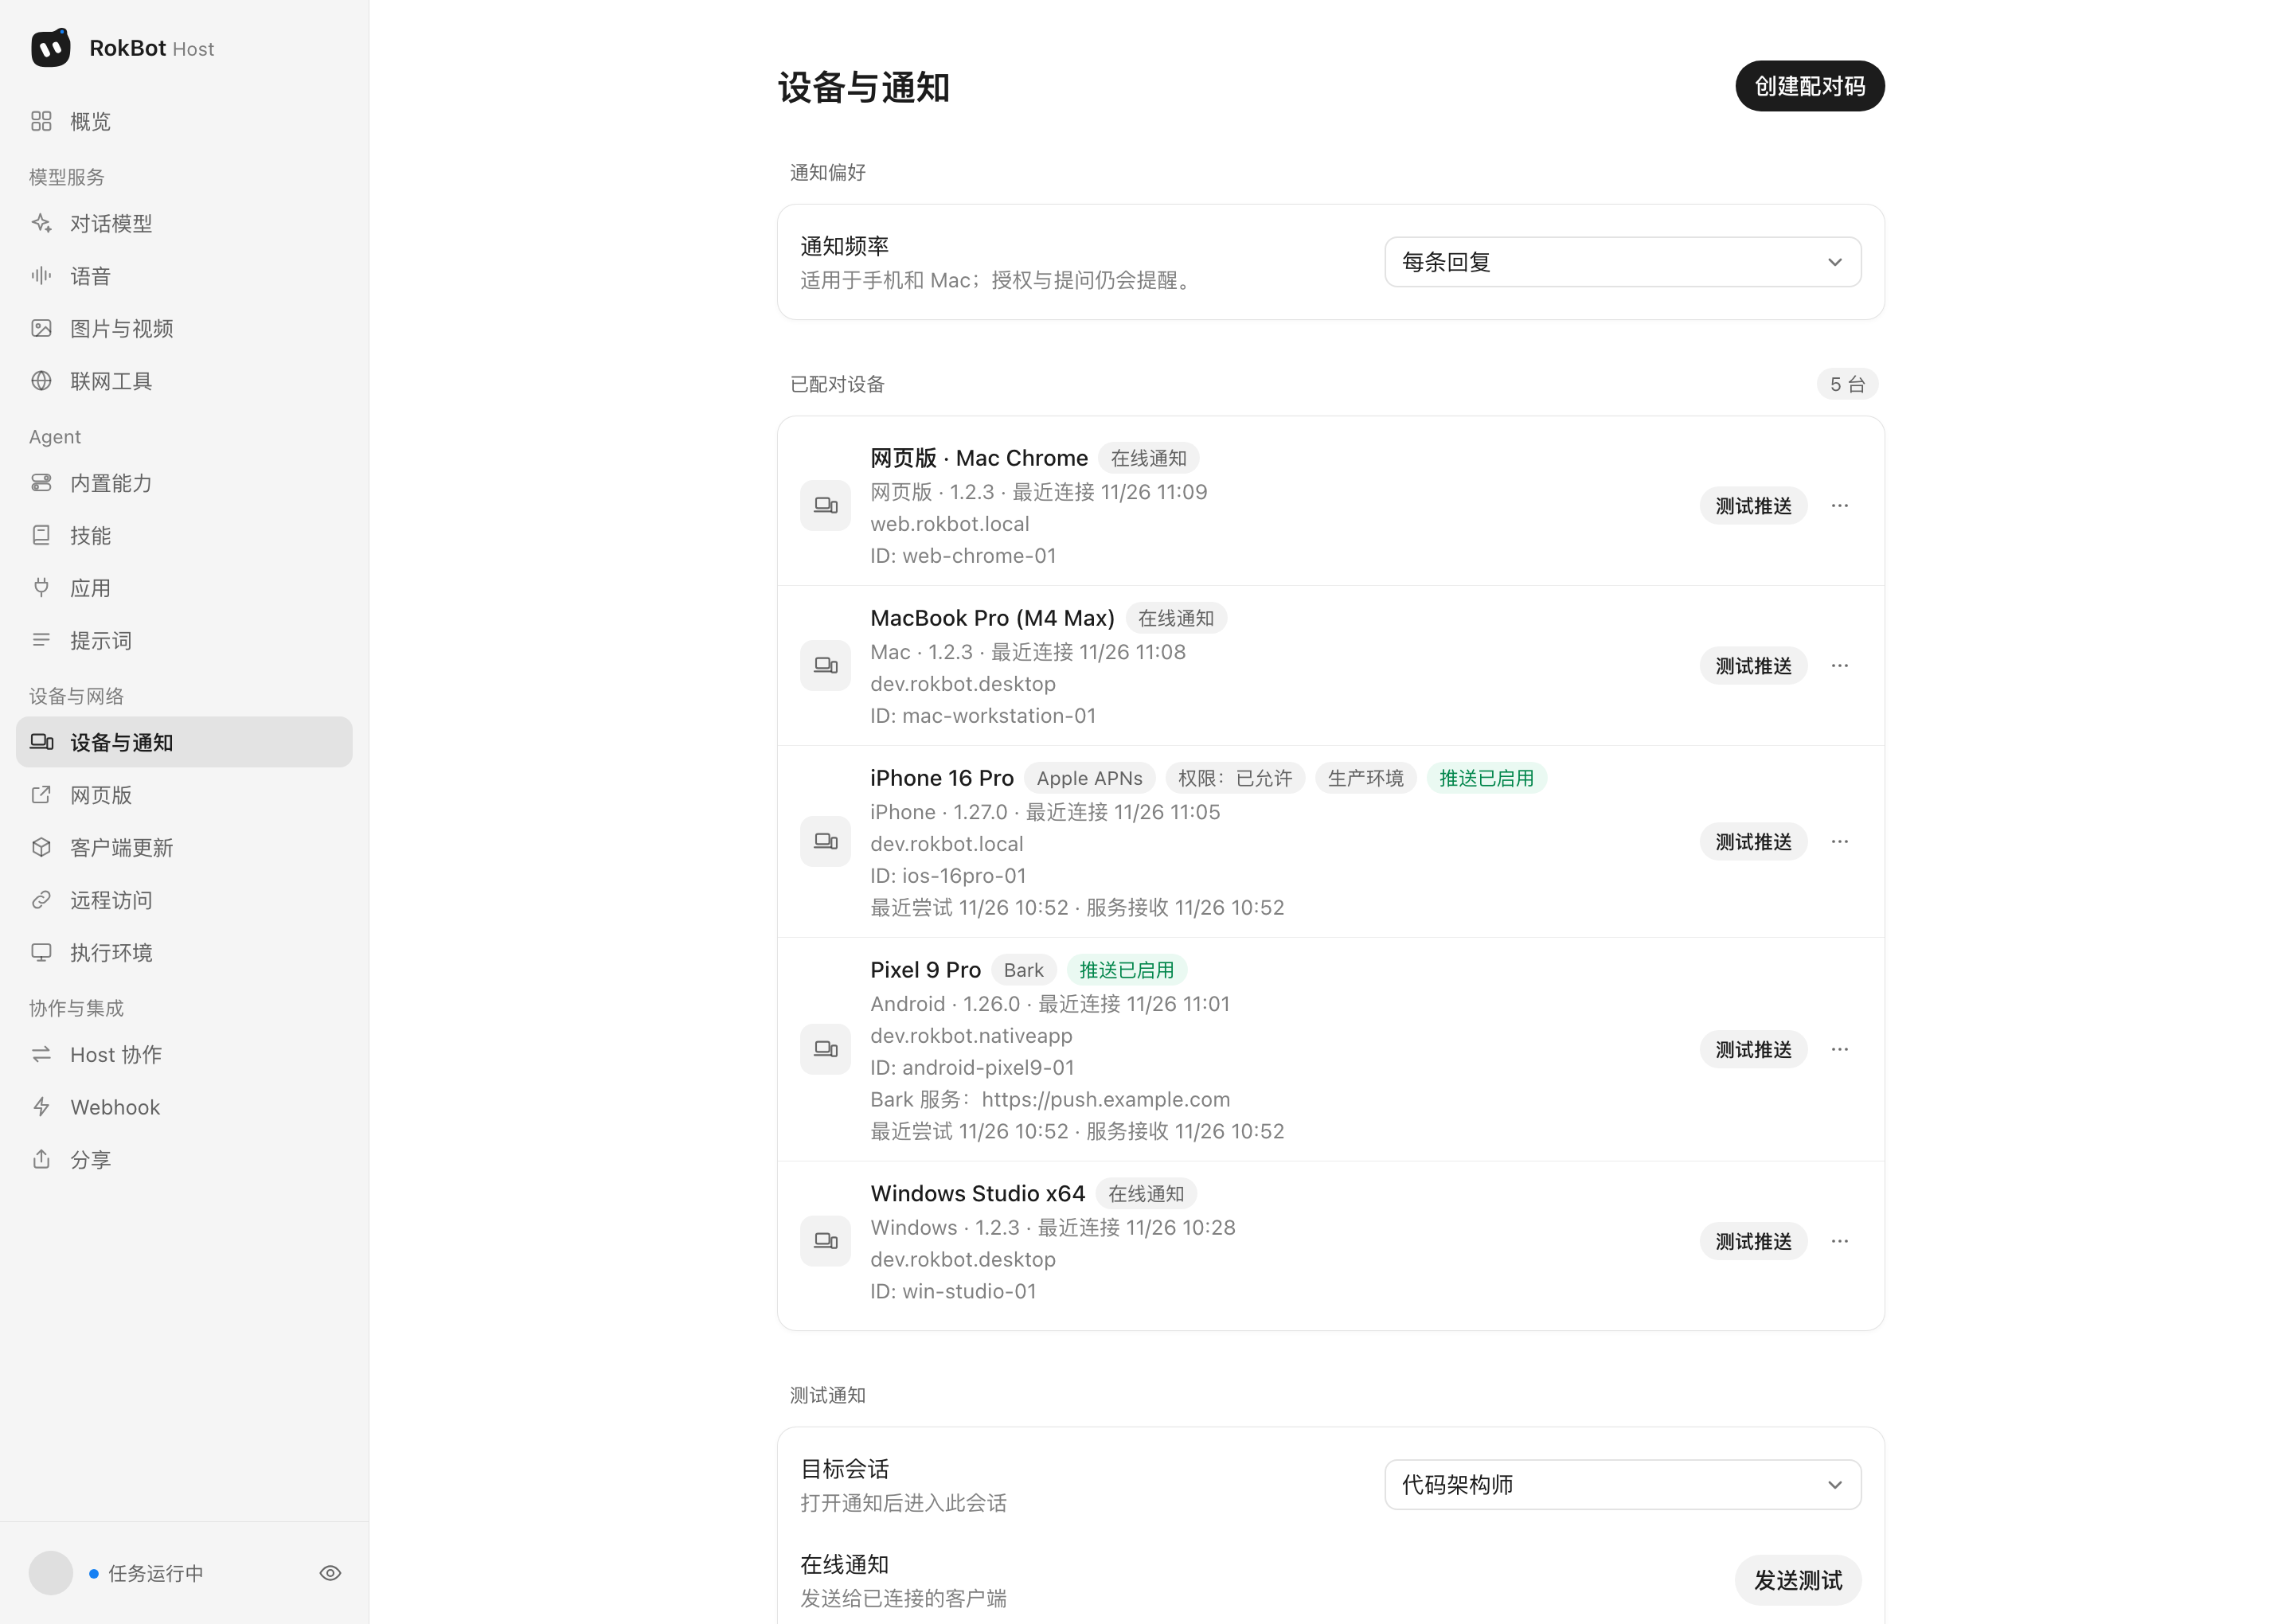 RokBot Host
概览
模型服务
对话模型
语音
图片与视频
联网工具
Agent
内置能力
技能
应用
提示词
设备与网络
设备与通知
网页版
客户端更新
远程访问
执行环境
协作与集成
Host 协作
Webhook
分享
任务运行中
设备与通知
创建配对码
通知偏好
通知频率
适用于手机和 Mac；授权与提问仍会提醒。
每条回复
已配对设备
5 台
网页版 · Mac Chrome 在线通知
网页版 · 1.2.3 · 最近连接 11/26 11:09
web.rokbot.local
ID: web-chrome-01
测试推送
MacBook Pro (M4 Max) 在线通知
Mac · 1.2.3 · 最近连接 11/26 11:08
dev.rokbot.desktop
ID: mac-workstation-01
测试推送
iPhone 16 Pro Apple APNs 权限：已允许 生产环境 推送已启用
iPhone · 1.27.0 · 最近连接 11/26 11:05
dev.rokbot.local
ID: ios-16pro-01
最近尝试 11/26 10:52 · 服务接收 11/26 10:52
测试推送
Pixel 9 Pro Bark 推送已启用
Android · 1.26.0 · 最近连接 11/26 11:01
dev.rokbot.nativeapp
ID: android-pixel9-01
Bark 服务：https://push.example.com
最近尝试 11/26 10:52 · 服务接收 11/26 10:52
测试推送
Windows Studio x64 在线通知
Windows · 1.2.3 · 最近连接 11/26 10:28
dev.rokbot.desktop
ID: win-studio-01
测试推送
测试通知
目标会话
打开通知后进入此会话
代码架构师
在线通知
发送给已连接的客户端
发送测试